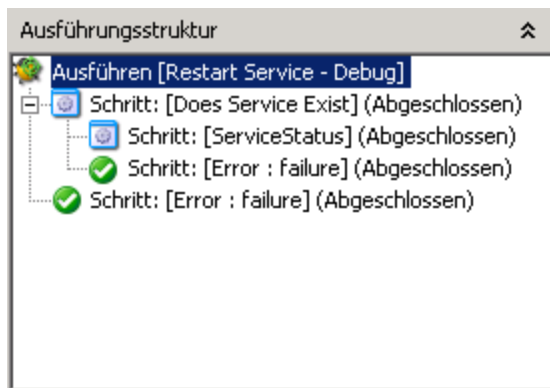 Ausführungsstruktur
Ausführen [Restart Service - Debug]
Schritt: [Does Service Exist] (Abgeschlossen)
Schritt: [ServiceStatus] (Abgeschlossen)
Schritt: [Error : failure] (Abgeschlossen)
Schritt: [Error : failure] (Abgeschlossen)